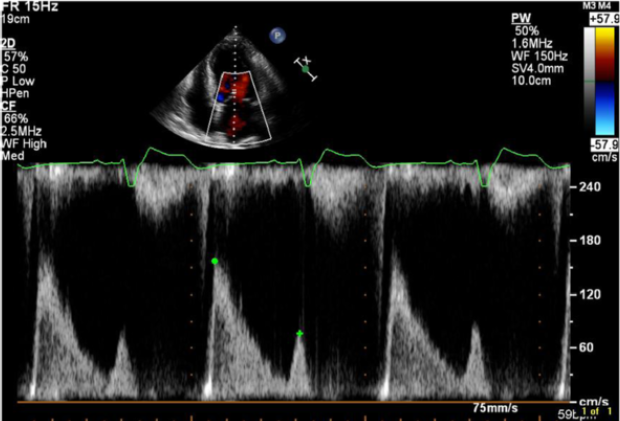 FR 15Hz
19cm
2D
57%
C 50
P Low
HPen
CF
66%
2.5MHz
WF High
Med
P
X
PW
50%
1.6MHz
WF 150Hz
SV4.0mm
10.0cm
M3 M4
+57.9
-57.9
cm/s
240
180
120
60
cm/s
75mm/s
1 of 1